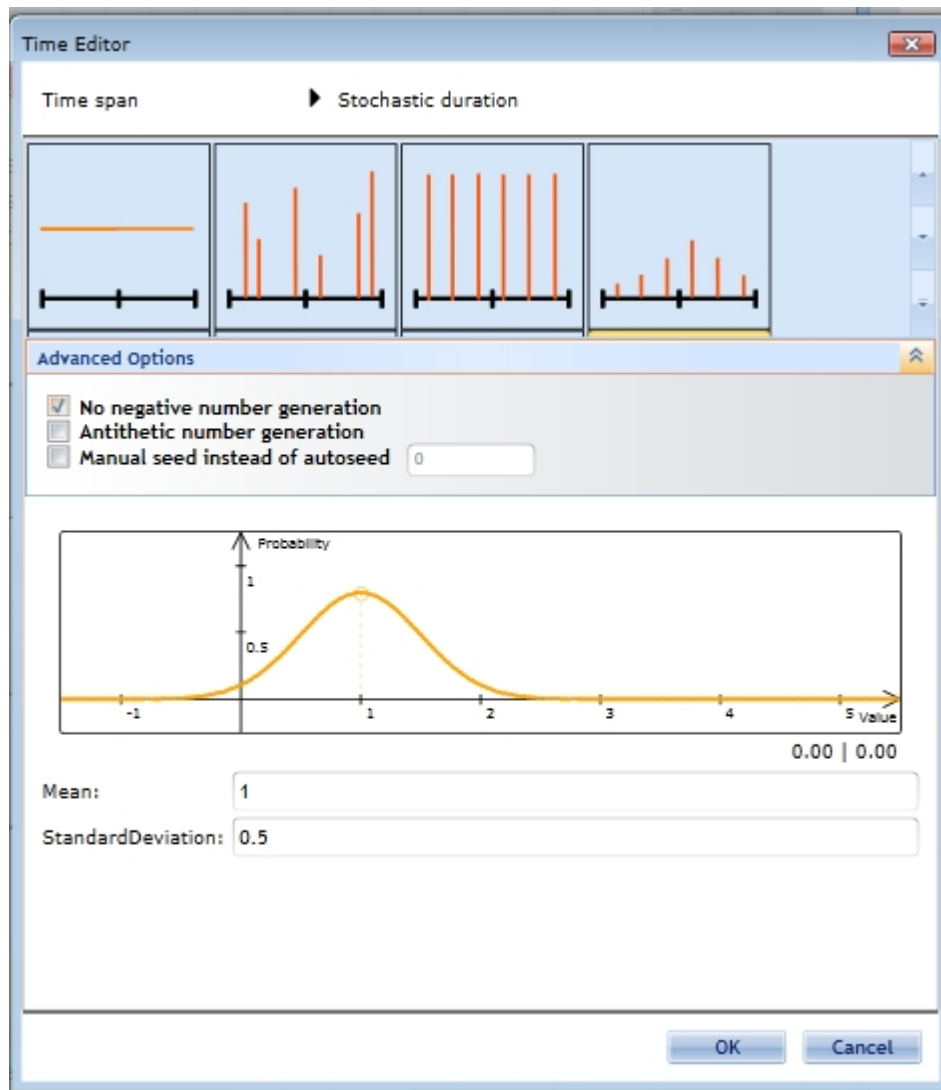 Time Editor
Time span Stochastic duration
Advanced Options
No negative number generation
Antithetic number generation
Manual seed instead of autoseed 0
Probability
1
0.5
-1 1 2 3 4 5 Value
0.00 | 0.00
Mean: 1
StandardDeviation: 0.5
OK Cancel